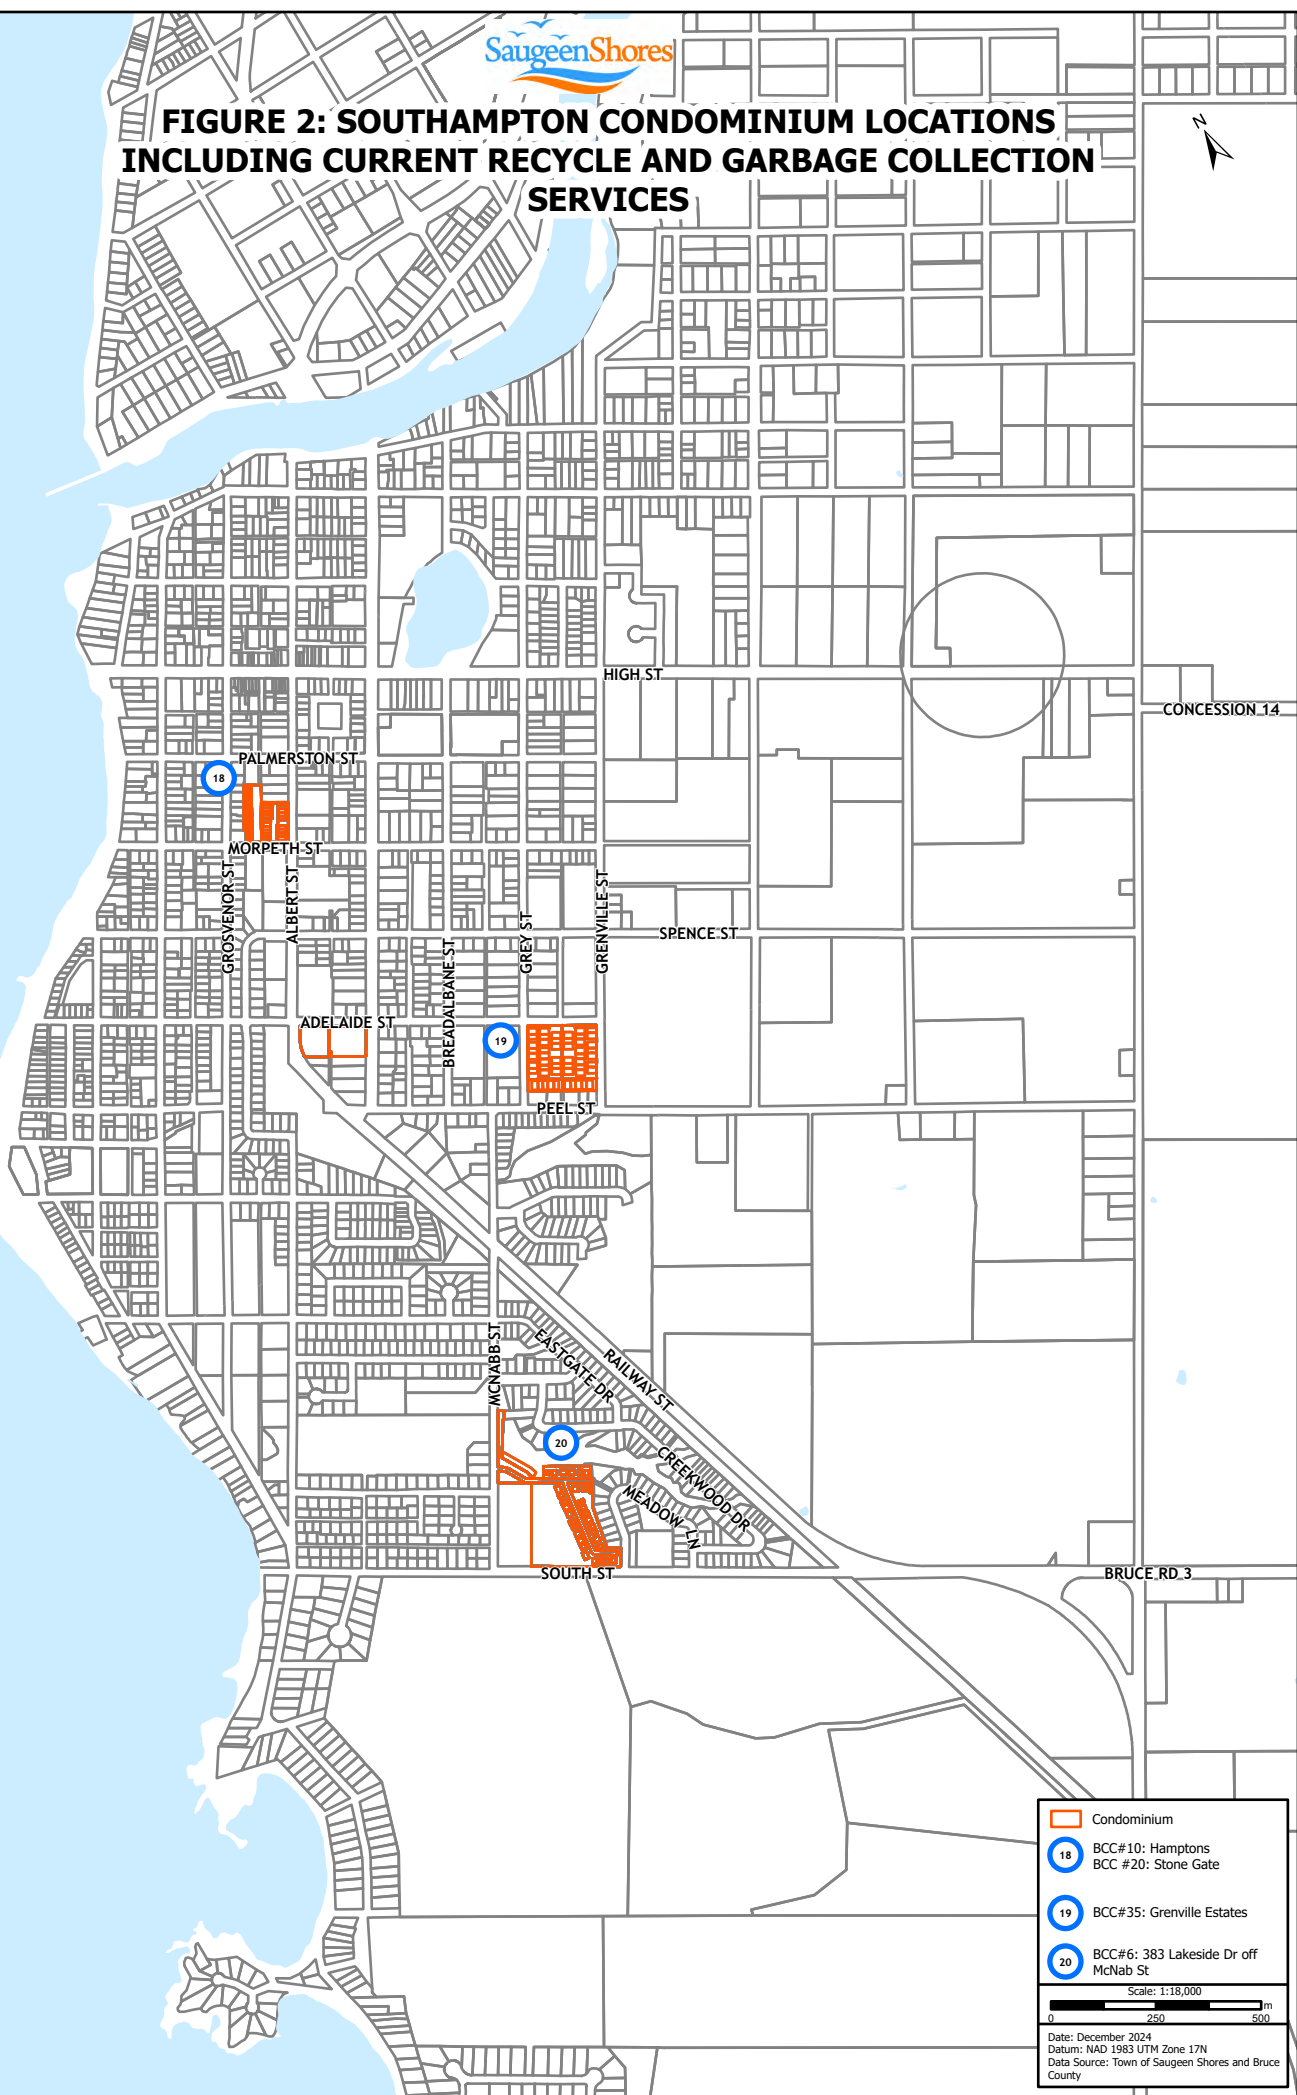 SaugeenShores
FIGURE 2: SOUTHAMPTON CONDOMINIUM LOCATIONS
INCLUDING CURRENT RECYCLE AND GARBAGE COLLECTION
SERVICES
N
HIGH ST
CONCESSION 14
PALMERSTON ST
18
MORPETH ST
GROSVENOR ST
ALBERT ST
GREY ST
GRENVILLE ST
SPENCE ST
BREADALBANE ST
ADELAIDE ST
19
PEEL ST
MCNABB ST
EASTGATE DR
RAILWAY ST
20
CREEKWOOD DR
MEADOW LN
SOUTH ST
BRUCE RD 3
Condominium
18
BCC#10: Hamptons
BCC #20: Stone Gate
19
BCC#35: Grenville Estates
20
BCC#6: 383 Lakeside Dr off
McNab St
Scale: 1:18,000
m
0 250 500
Date: December 2024
Datum: NAD 1983 UTM Zone 17N
Data Source: Town of Saugeen Shores and Bruce
County